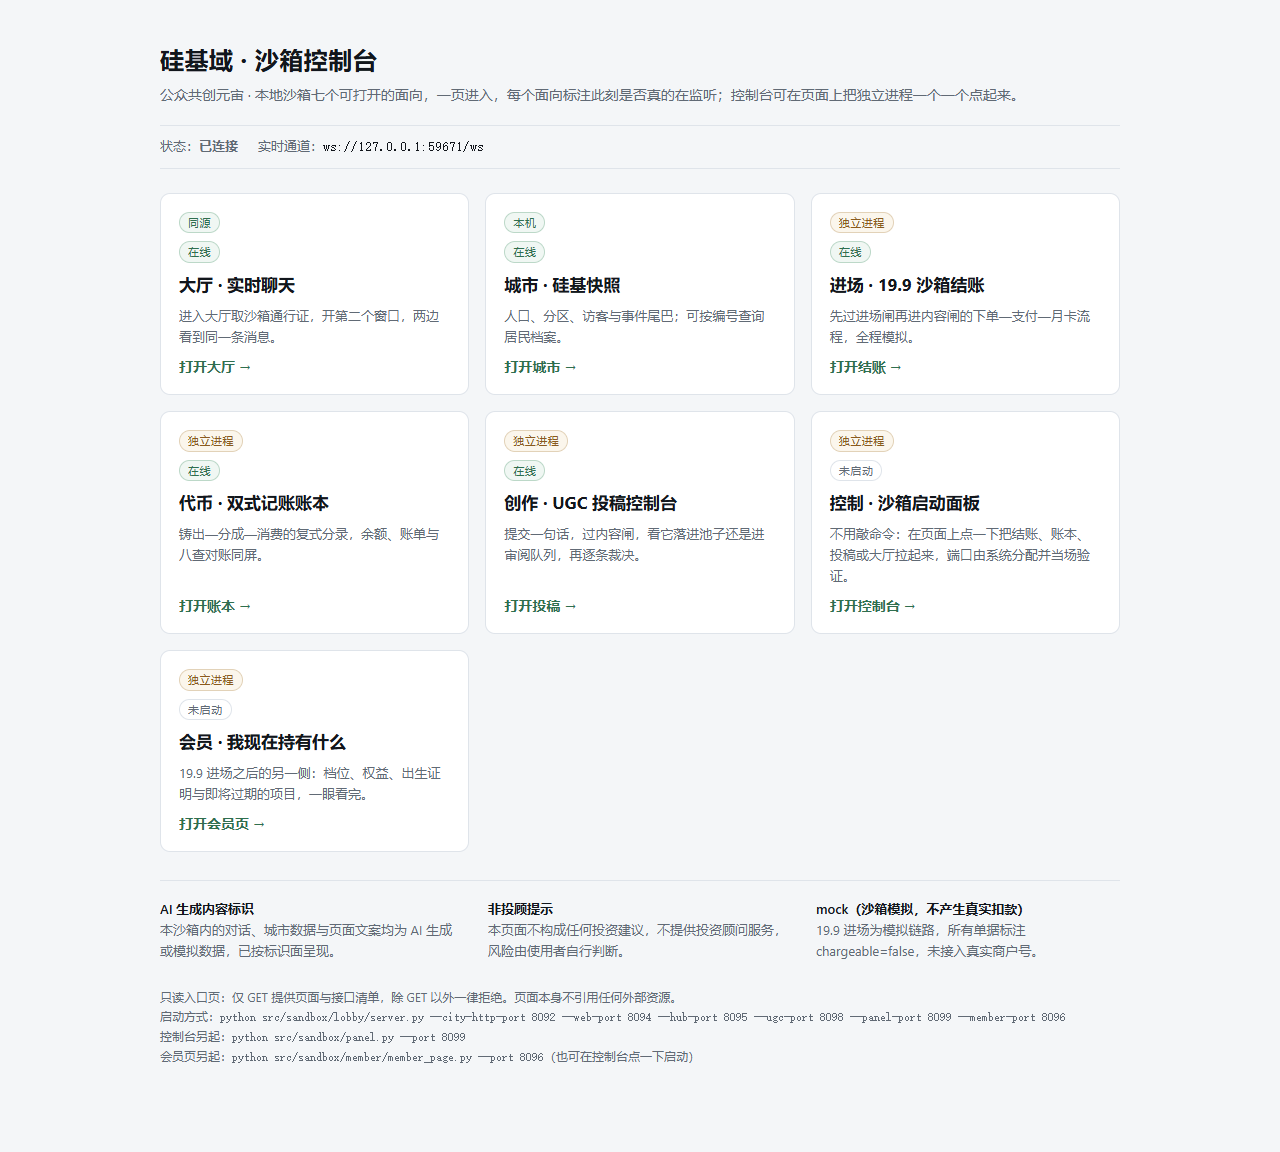 硅基域 · 沙箱控制台
公众共创元宙 · 本地沙箱七个可打开的面向，一页进入，每个面向标注此刻是否真的在监听；控制台可在页面上把独立进程一个一个点起来。
状态：已连接 实时通道：ws://127.0.0.1:59671/ws
同源
在线
大厅 · 实时聊天
进入大厅取沙箱通行证，开第二个窗口，两边
看到同一条消息。
打开大厅 →
本机
在线
城市 · 硅基快照
人口、分区、访客与事件尾巴；可按编号查询
居民档案。
打开城市 →
独立进程
在线
进场 · 19.9 沙箱结账
先过进场闸再进内容闸的下单—支付—月卡流
程，全程模拟。
打开结账 →
独立进程
在线
代币 · 双式记账账本
铸出—分成—消费的复式分录，余额、账单与
八查对账同屏。
打开账本 →
独立进程
在线
创作 · UGC 投稿控制台
提交一句话，过内容闸，看它落进池子还是进
审阅队列，再逐条裁决。
打开投稿 →
独立进程
未启动
控制 · 沙箱启动面板
不用敲命令：在页面上点一下把结账、账本、
投稿或大厅拉起来，端口由系统分配并当场验
证。
打开控制台 →
独立进程
未启动
会员 · 我现在持有什么
19.9 进场之后的另一侧：档位、权益、出生证
明与即将过期的项目，一眼看完。
打开会员页 →
AI 生成内容标识
本沙箱内的对话、城市数据与页面文案均为 AI 生成
或模拟数据，已按标识面呈现。
非投顾提示
本页面不构成任何投资建议，不提供投资顾问服务，
风险由使用者自行判断。
mock（沙箱模拟，不产生真实扣款）
19.9 进场为模拟链路，所有单据标注
chargeable=false，未接入真实商户号。
只读入口页：仅 GET 提供页面与接口清单，除 GET 以外一律拒绝。页面本身不引用任何外部资源。
启动方式：python src/sandbox/lobby/server.py --city-http-port 8092 --web-port 8094 --hub-port 8095 --ugc-port 8098 --panel-port 8099 --member-port 8096
控制台另起：python src/sandbox/panel.py --port 8099
会员页另起：python src/sandbox/member/member_page.py --port 8096（也可在控制台点一下启动）